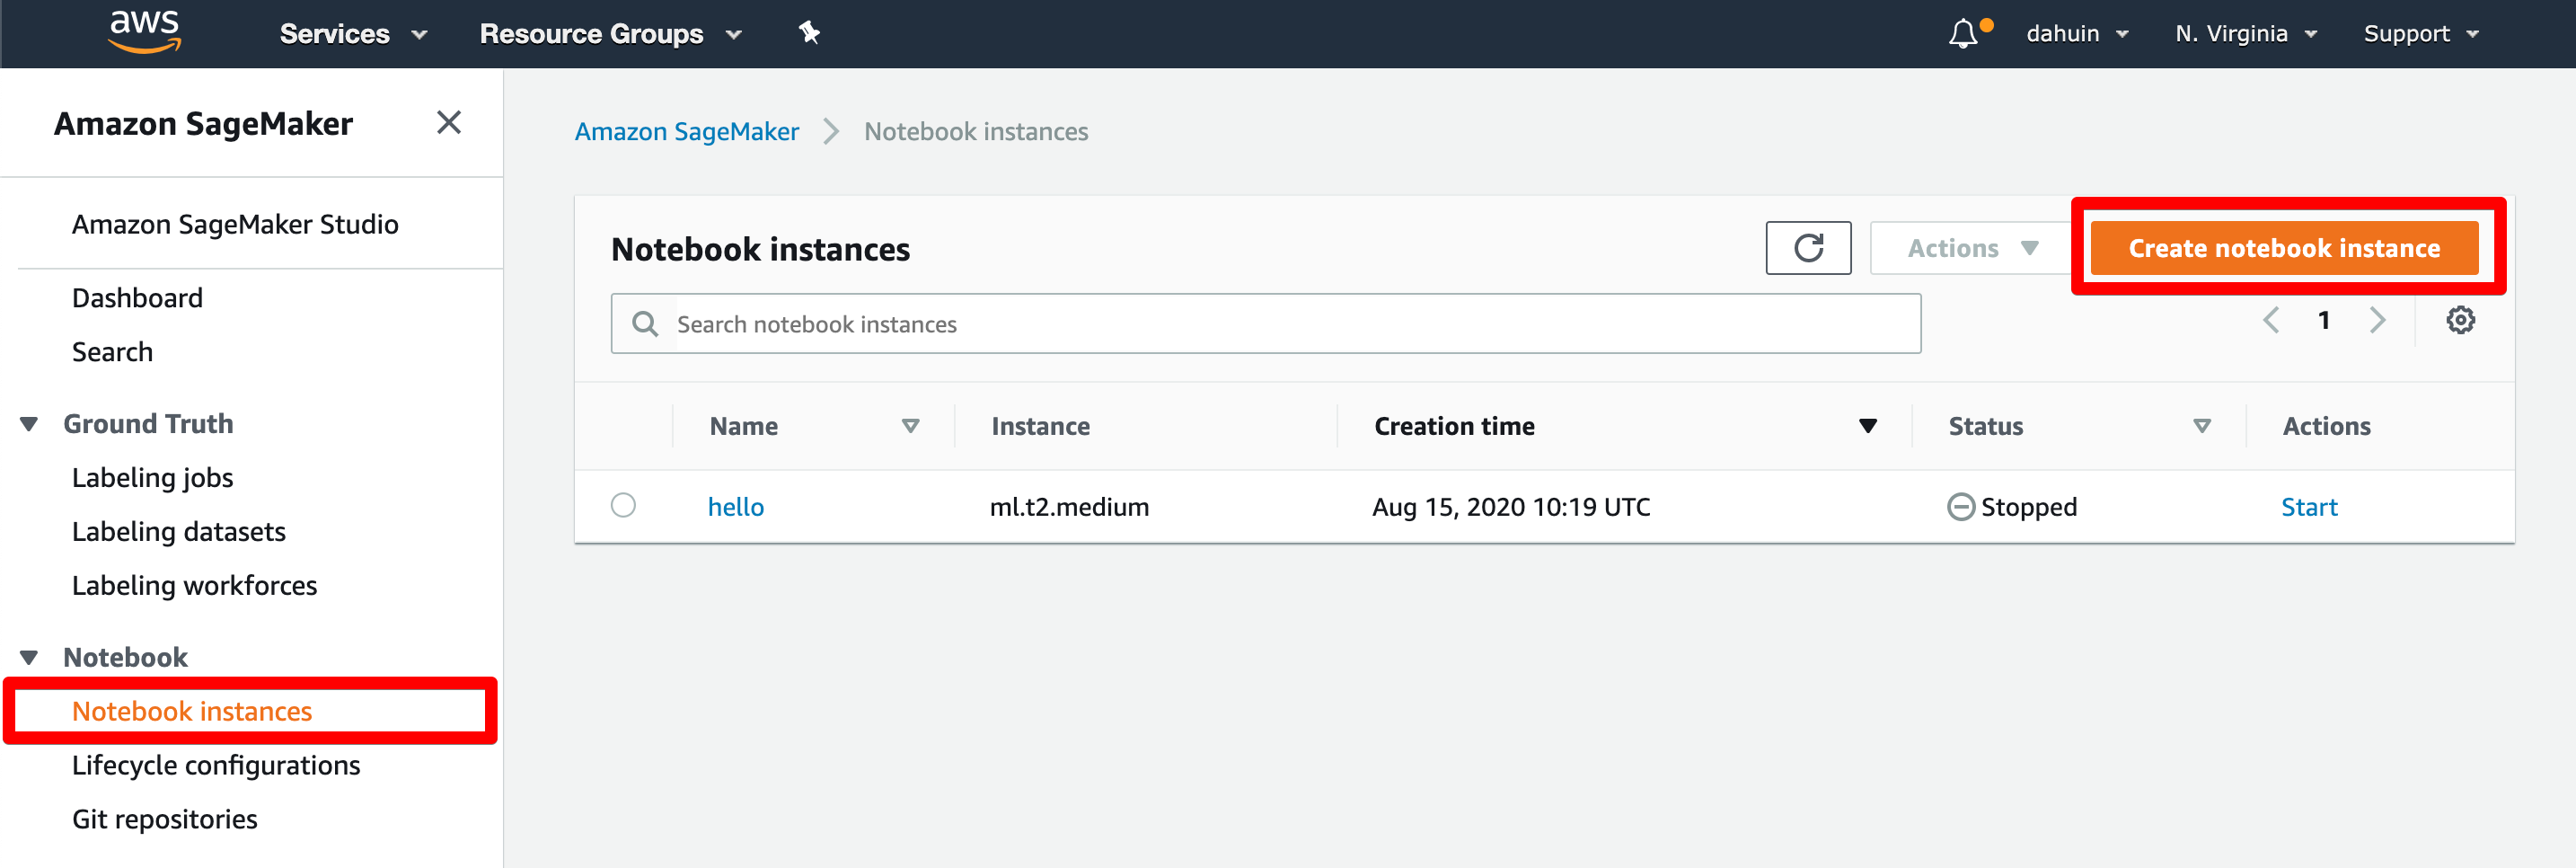 aws Services Resource Groups dahuin N. Virginia Support
Amazon SageMaker
Amazon SageMaker Studio
Dashboard
Search
Ground Truth
Labeling jobs
Labeling datasets
Labeling workforces
Notebook
Notebook instances
Lifecycle configurations
Git repositories
Amazon SageMaker Notebook instances
Notebook instances Actions Create notebook instance
Search notebook instances 1
Name Instance Creation time Status Actions
hello ml.t2.medium Aug 15, 2020 10:19 UTC Stopped Start